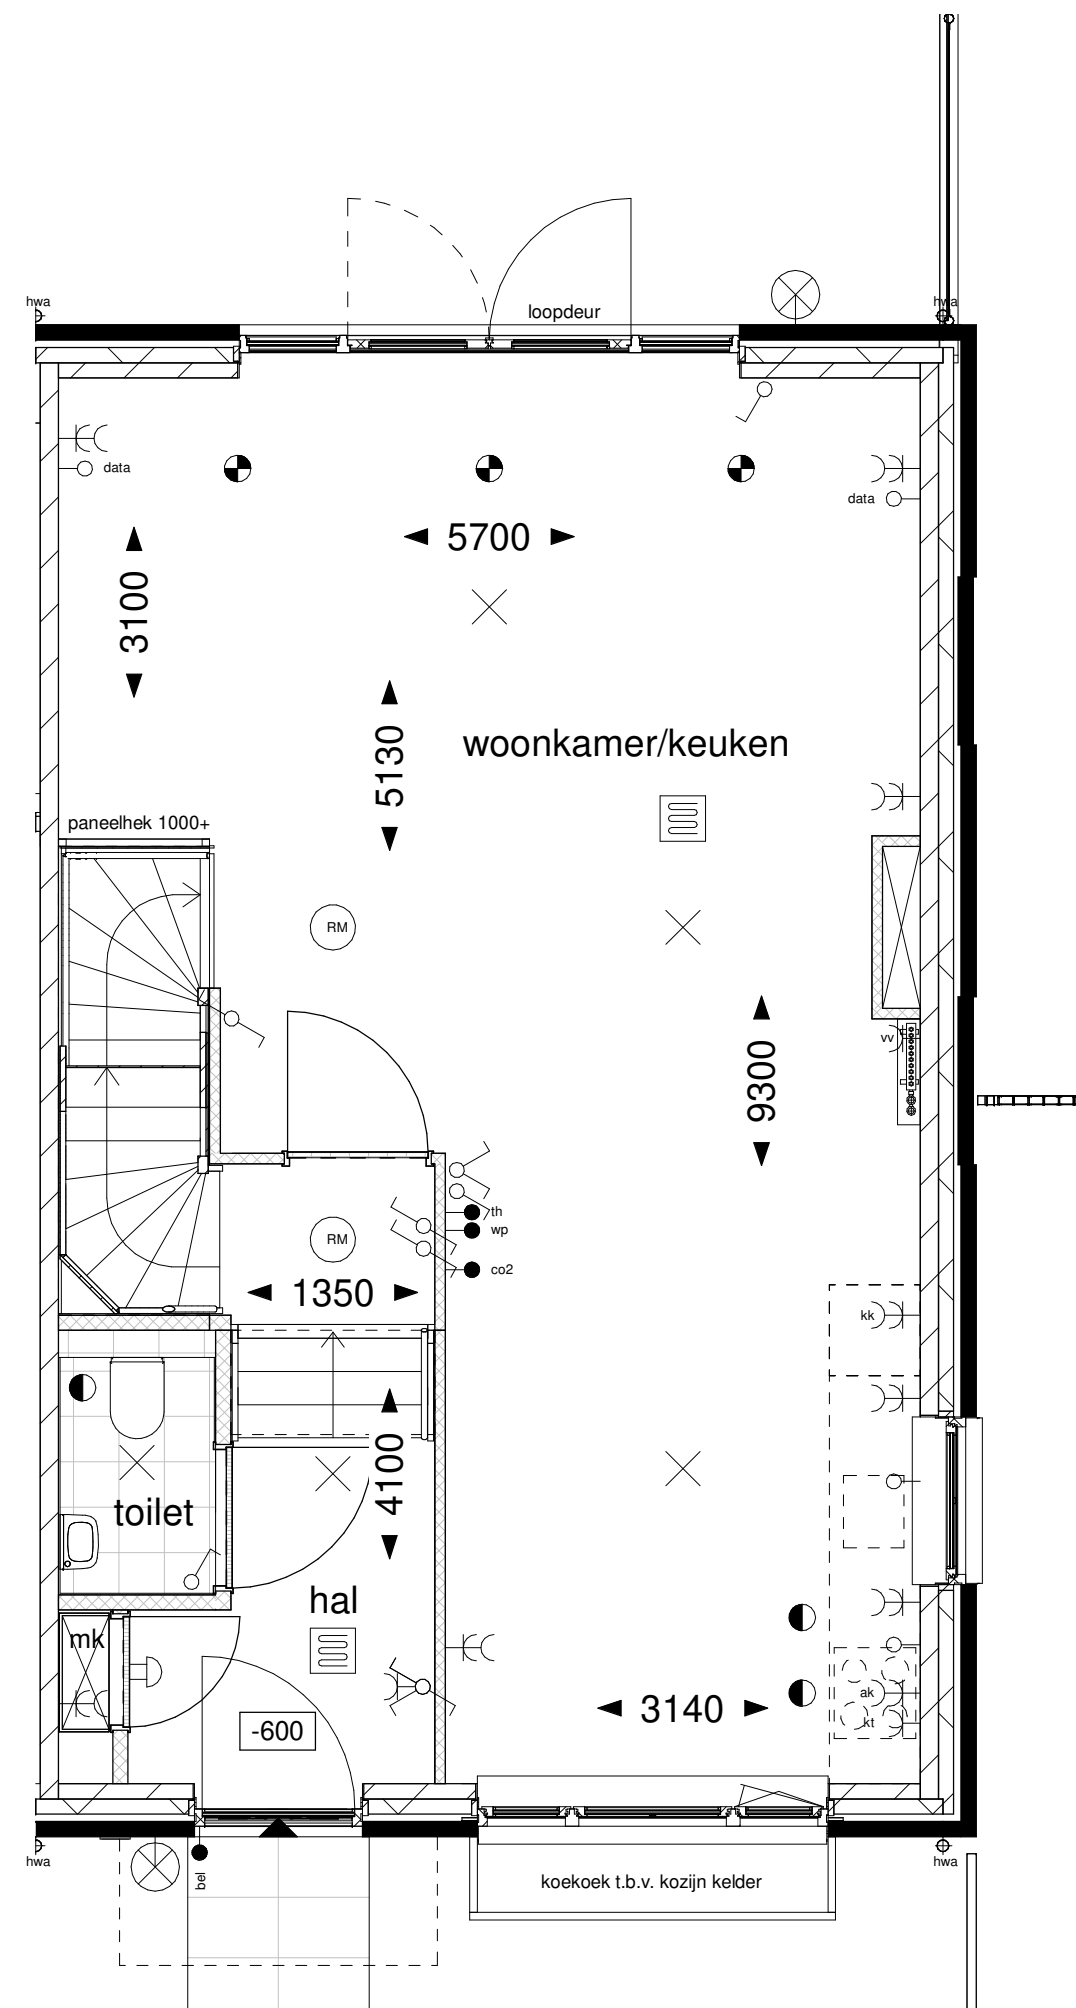 hwa
hwa
loopdeur
data
data
5700
3100
5130
woonkamer/keuken
paneelhek 1000+
RM
9300
vv
th
wp
RM
co2
1350
kk
4100
toilet
hal
mk
ak
3140
kt
-600
hwa
bel
koekoek t.b.v. kozijn kelder
hwa